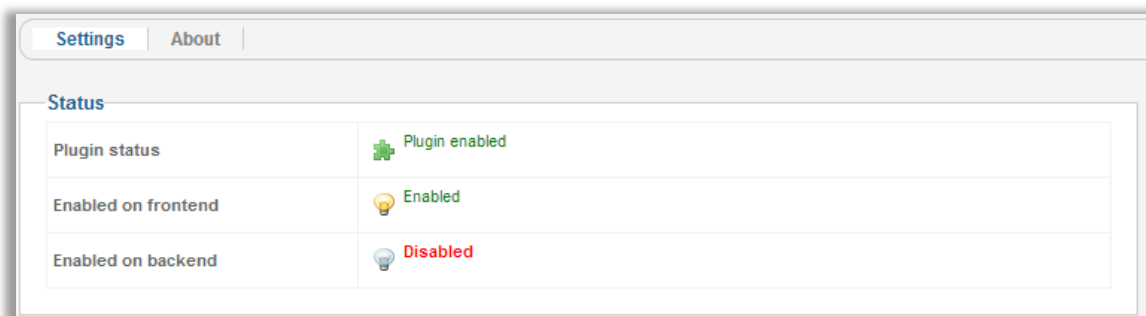 Settings About
Status
Plugin status Plugin enabled
Enabled on frontend Enabled
Enabled on backend Disabled